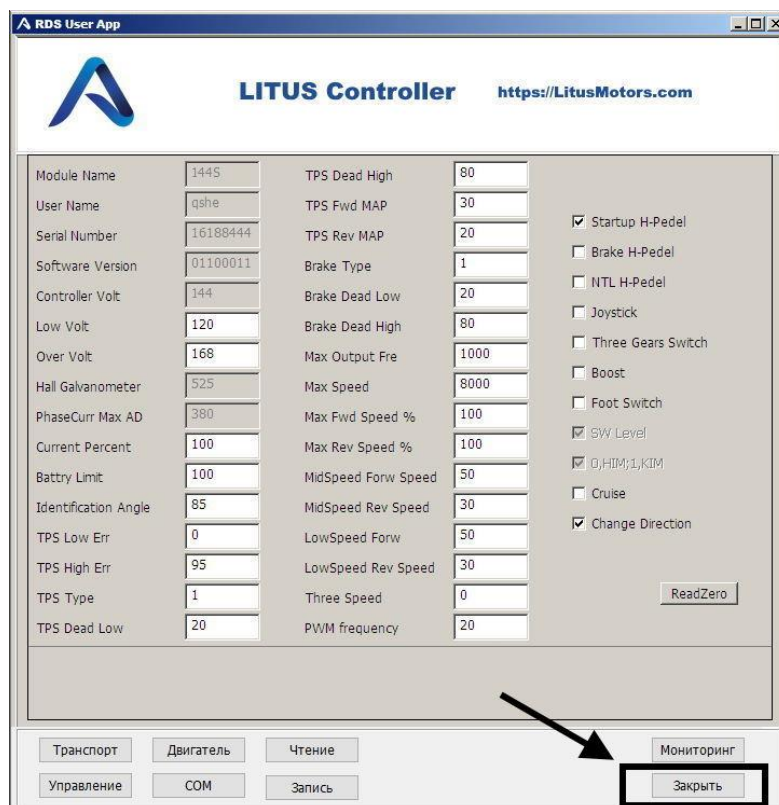 RDS User App
LITUS Controller https://LitusMotors.com
Module Name 144S
User Name qshe
Serial Number 16188444
Software Version 01100011
Controller Volt 144
Low Volt 120
Over Volt 168
Hall Galvanometer 525
PhaseCurr Max AD 380
Current Percent 100
Battry Limit 100
Identification Angle 85
TPS Low Err 0
TPS High Err 95
TPS Type 1
TPS Dead Low 20
TPS Dead High 80
TPS Fwd MAP 30
TPS Rev MAP 20
Brake Type 1
Brake Dead Low 20
Brake Dead High 80
Max Output Fre 1000
Max Speed 8000
Max Fwd Speed % 100
Max Rev Speed % 100
MidSpeed Forw Speed 50
MidSpeed Rev Speed 30
LowSpeed Forw 50
LowSpeed Rev Speed 30
Three Speed 0
PWM frequency 20
Startup H-Pedel
Brake H-Pedel
NTL H-Pedel
Joystick
Three Gears Switch
Boost
Foot Switch
SW Level
0,HIM;1,KIM
Cruise
Change Direction
ReadZero
Транспорт Двигатель Чтение Мониторинг
Управление COM Запись Закрыть